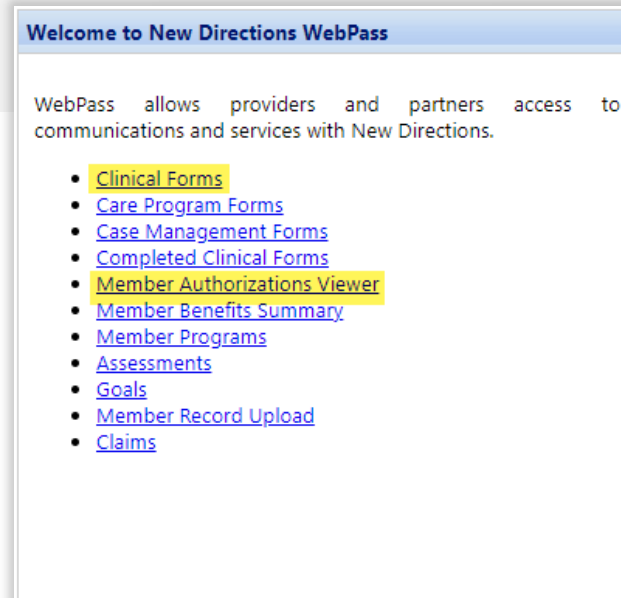 Welcome to New Directions WebPass
WebPass allows providers and partners access to
communications and services with New Directions.
Clinical Forms
Care Program Forms
Case Management Forms
Completed Clinical Forms
Member Authorizations Viewer
Member Benefits Summary
Member Programs
Assessments
Goals
Member Record Upload
Claims